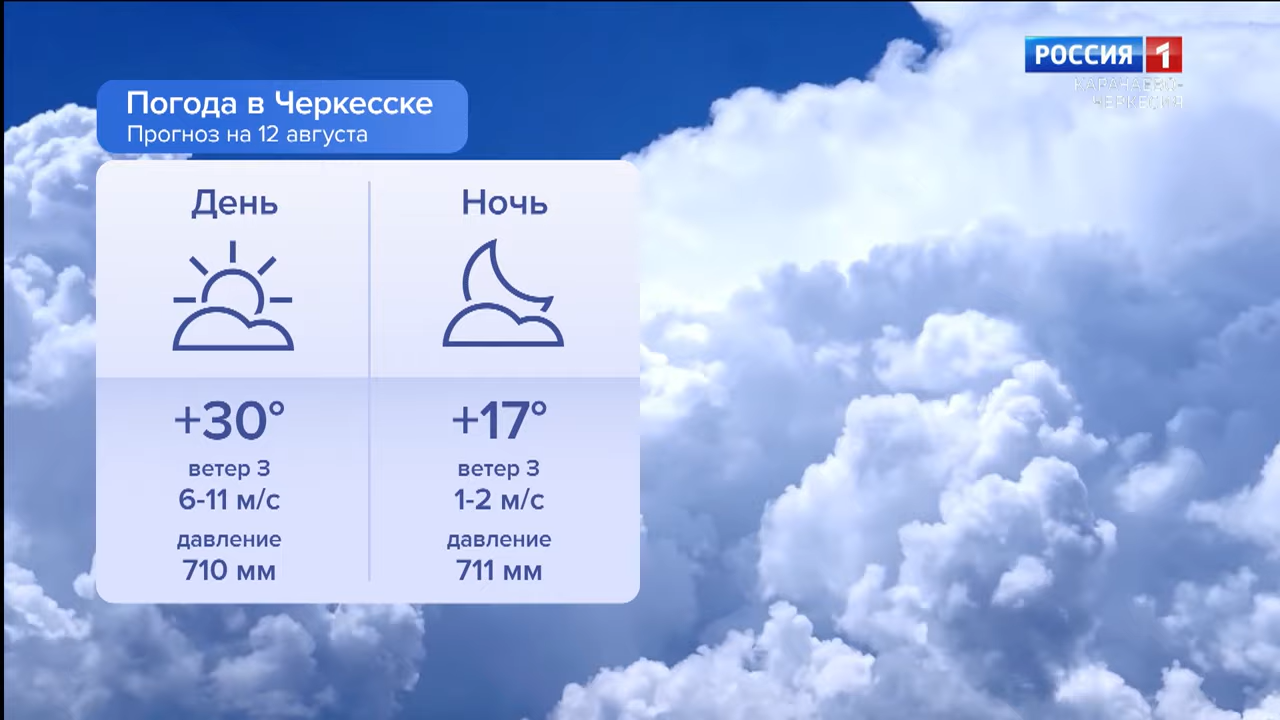 РОССИЯ 1
КАРАЧАЕВО-
ЧЕРКЕСИЯ
Погода в Черкесске
Прогноз на 12 августа
День
Ночь
+30°
+17°
ветер З
ветер З
6-11 м/с
1-2 м/с
давление
давление
710 мм
711 мм